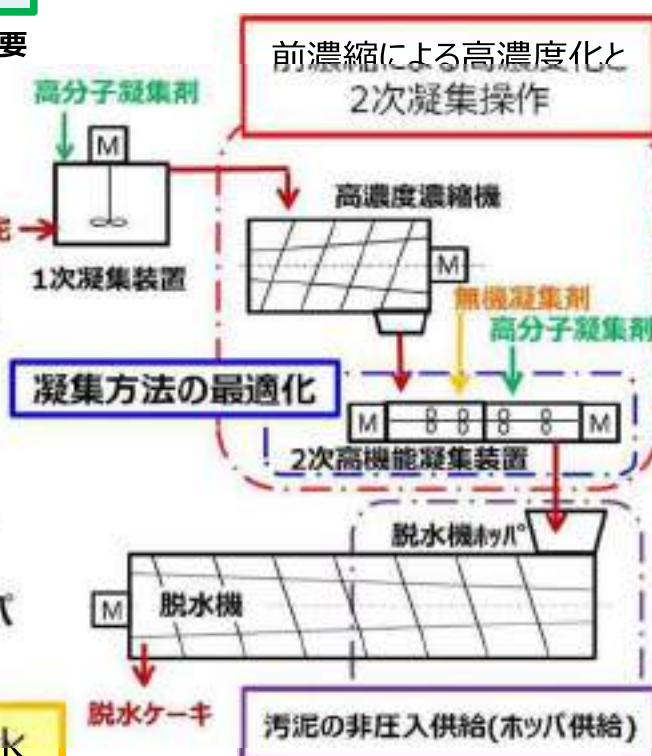 要
前濃縮による高濃度化と
2次凝集操作
高分子凝集剤
M
高濃度濃縮機
M
1次凝集装置
無機凝集剤
高分子凝集剤
凝集方法の最適化
M
M
2次高機能凝集装置
脱水機ホッパ
M
脱水機
脱水ケーキ
汚泥の非圧入供給(ホッパ供給)